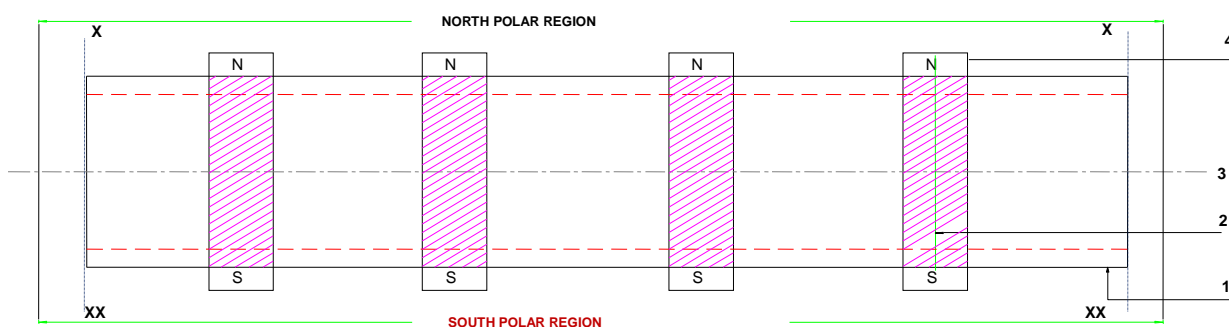 NORTH POLAR REGION
X X
4
N N N N
3
2
S S S S
1
XX XX
SOUTH POLAR REGION